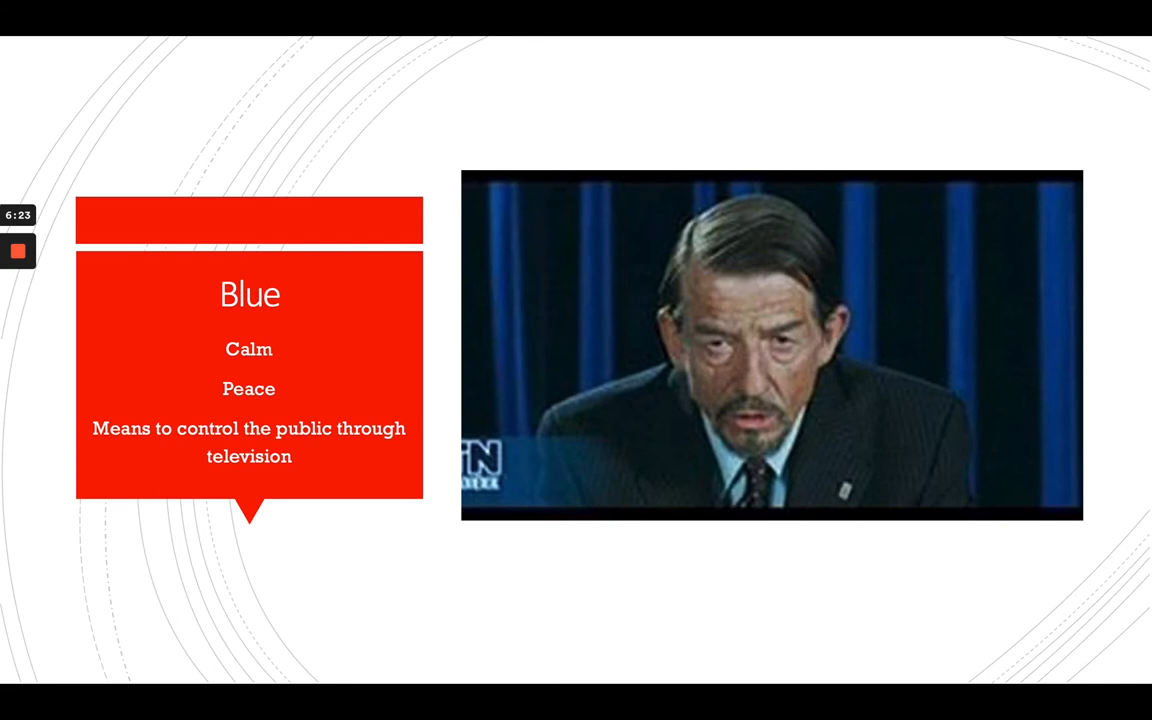 6:23
Blue
Calm
Peace
Means to control the public through
television